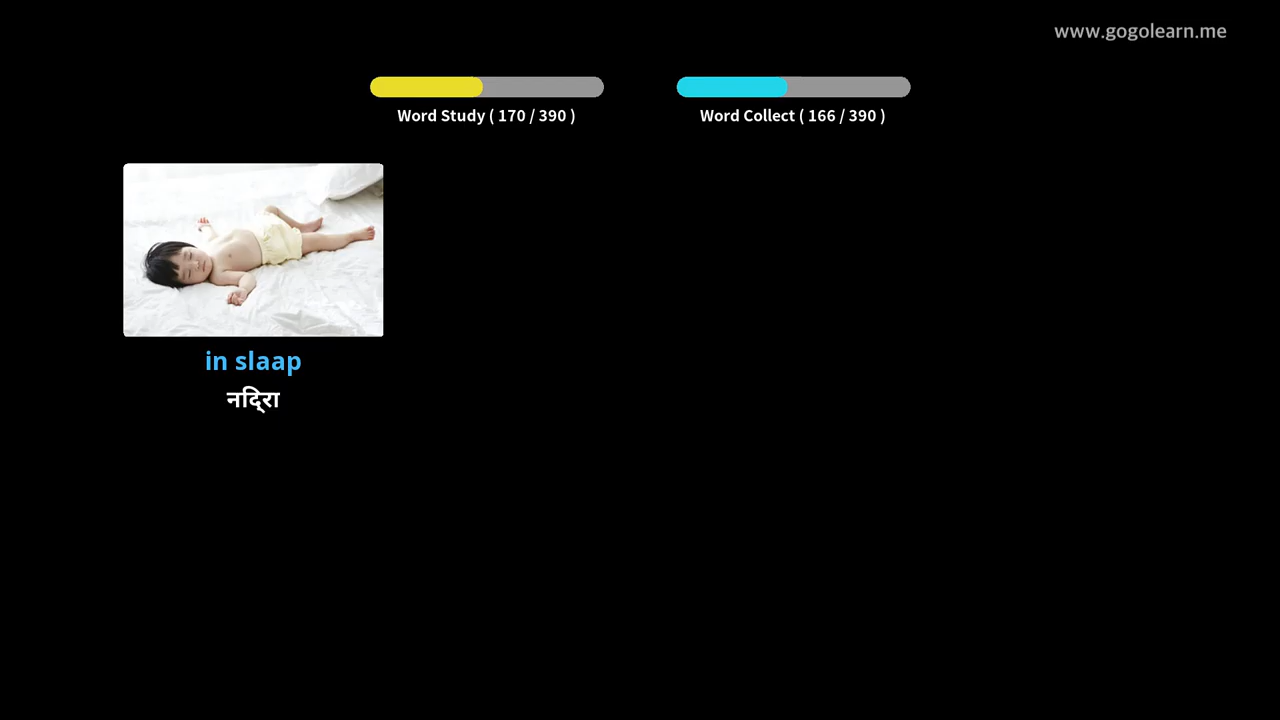 www.gogolearn.me
Word Study ( 170 / 390 )
Word Collect ( 166 / 390 )
in slaap
नद्रिा